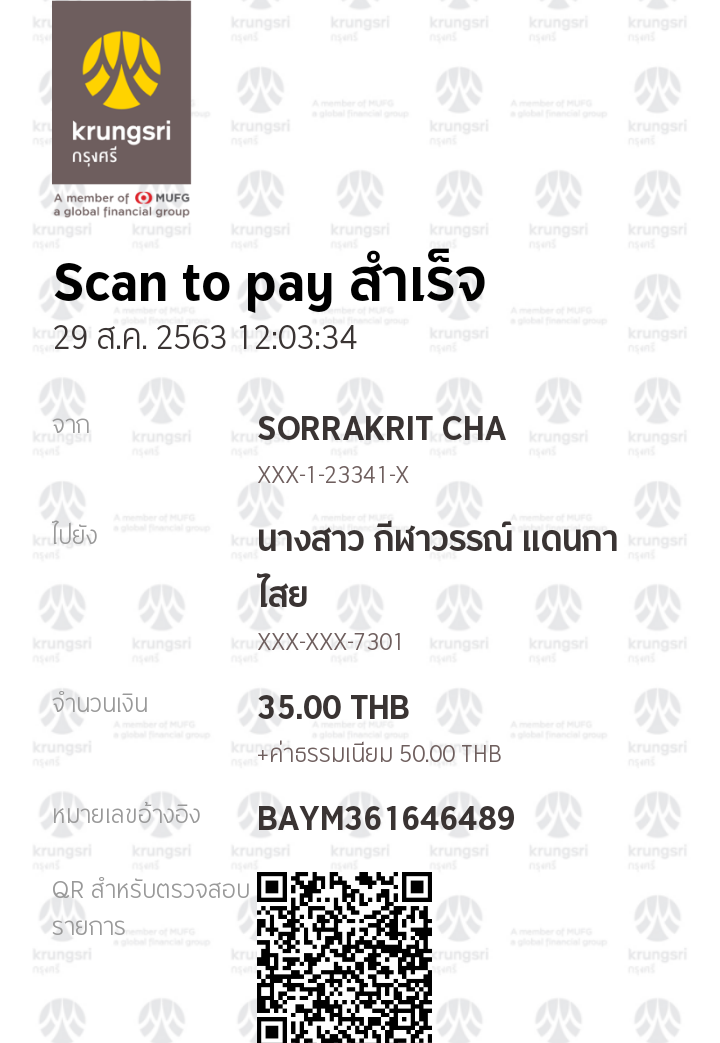 krungsri
กรุงศรี
A member of MUFG
a global financial group
Scan to pay สำเร็จ
29 ส.ค. 2563 12:03:34
จาก
SORRAKRIT CHA
XXX-1-23341-X
ไปยัง
นางสาว กีฬาวรรณ์ แดนกา
ไสย
XXX-XXX-7301
จำนวนเงิน
35.00 THB
+ค่าธรรมเนียม 50.00 THB
หมายเลขอ้างอิง
BAYM361646489
QR สำหรับตรวจสอบ
รายการ